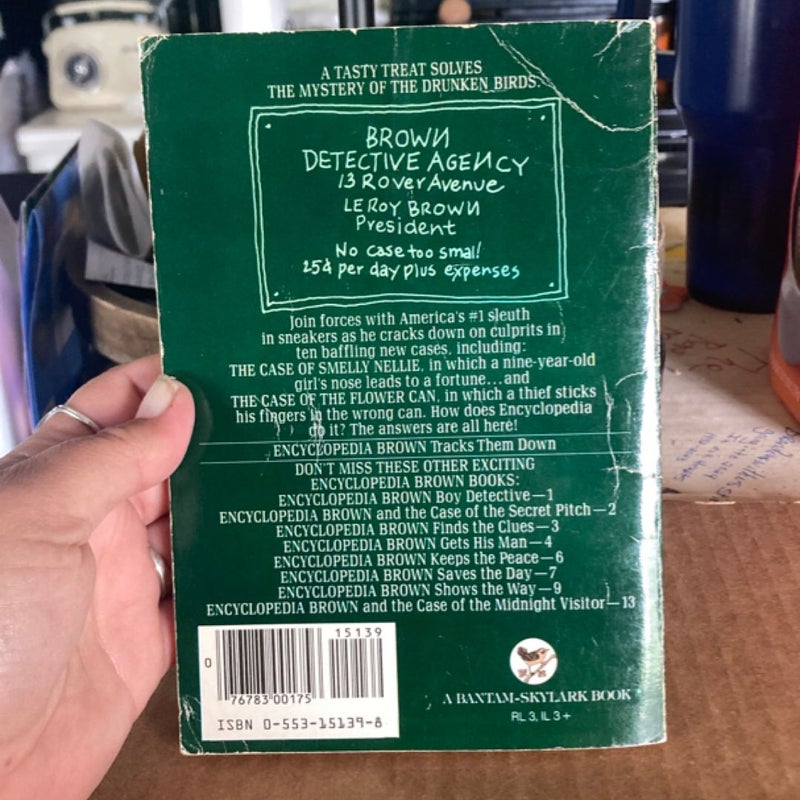 A TASTY TREAT SOLVES
THE MYSTERY OF THE DRUNKEN BIRDS.
BROWN
DETECTIVE AGENCY
13 Rover Avenue
LEROY BROWN
President
No case too small
25¢ per day plus expenses
Join forces with America's #1 sleuth
in sneakers as he cracks down on culprits in
ten baffling new cases, including:
THE CASE OF SMELLY NELLIE, in which a nine-year-old
girl's nose leads to a fortune...and
THE CASE OF THE FLOWER CAN, in which a thief sticks
his fingers in the wrong can. How does Encyclopedia
do it? The answers are all here!
ENCYCLOPEDIA BROWN Tracks Them Down
DON'T MISS THESE OTHER EXCITING
ENCYCLOPEDIA BROWN BOOKS:
ENCYCLOPEDIA BROWN Boy Detective—1
ENCYCLOPEDIA BROWN and the Case of the Secret Pitch—2
ENCYCLOPEDIA BROWN Finds the Clues—3
ENCYCLOPEDIA BROWN Gets His Man—4
ENCYCLOPEDIA BROWN Keeps the Peace—6
ENCYCLOPEDIA BROWN Saves the Day—7
ENCYCLOPEDIA BROWN Shows the Way—9
ENCYCLOPEDIA BROWN and the Case of the Midnight Visitor—13
15139
0
76783 00175
ISBN 0-553-15139-8
A BANTAM-SKYLARK BOOK
RL 3, IL 3+